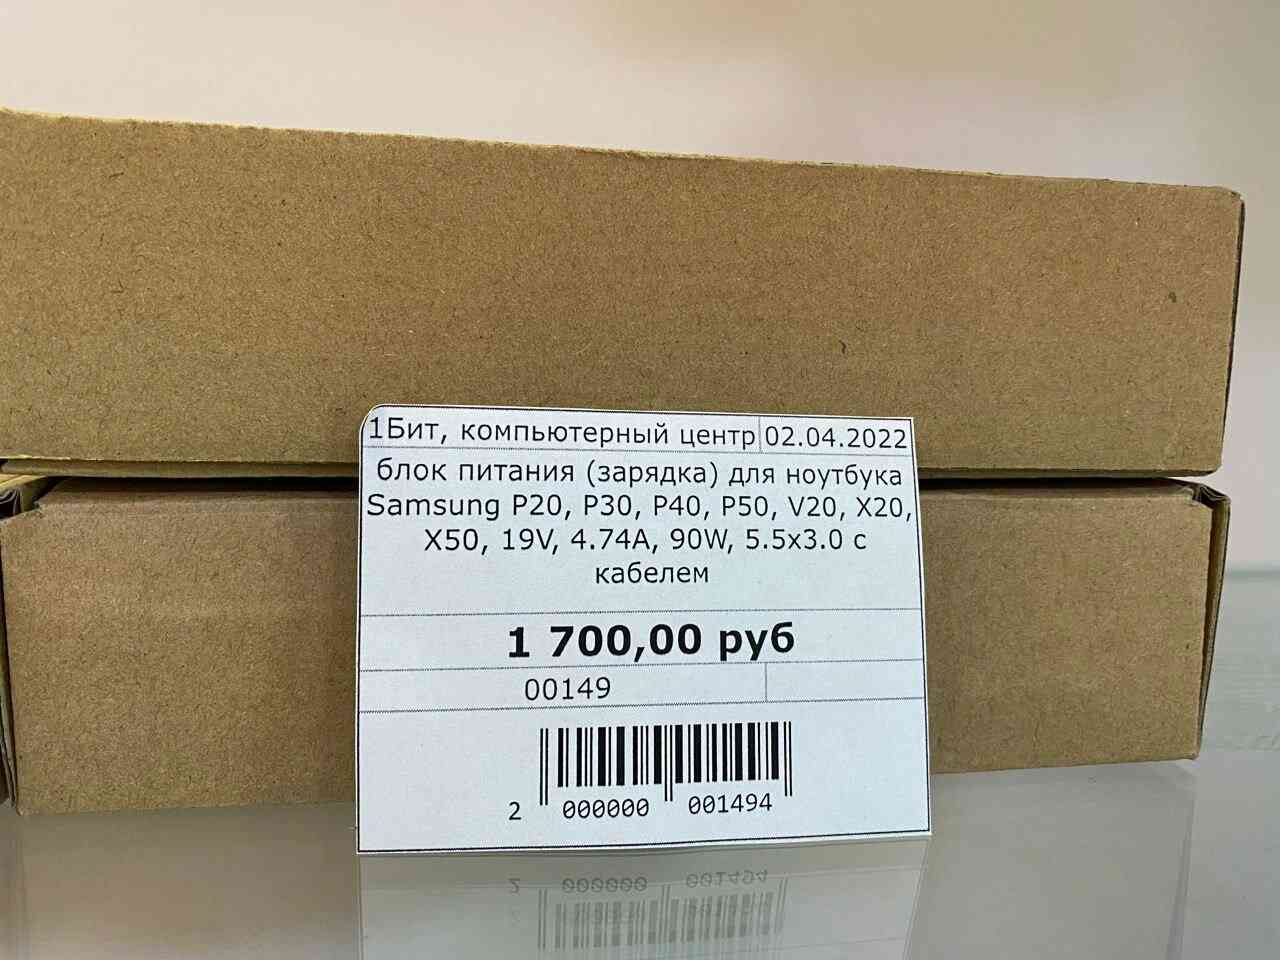 1Бит, компьютерный центр 02.04.2022
блок питания (зарядка) для ноутбука
Samsung P20, P30, P40, P50, V20, X20,
X50, 19V, 4.74A, 90W, 5.5x3.0 с
кабелем
1 700,00 руб
00149
2 000000 001494